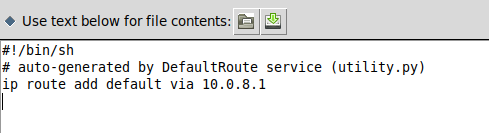 Use text below for file contents:
#!/bin/sh
# auto-generated by DefaultRoute service (utility.py)
ip route add default via 10.0.8.1